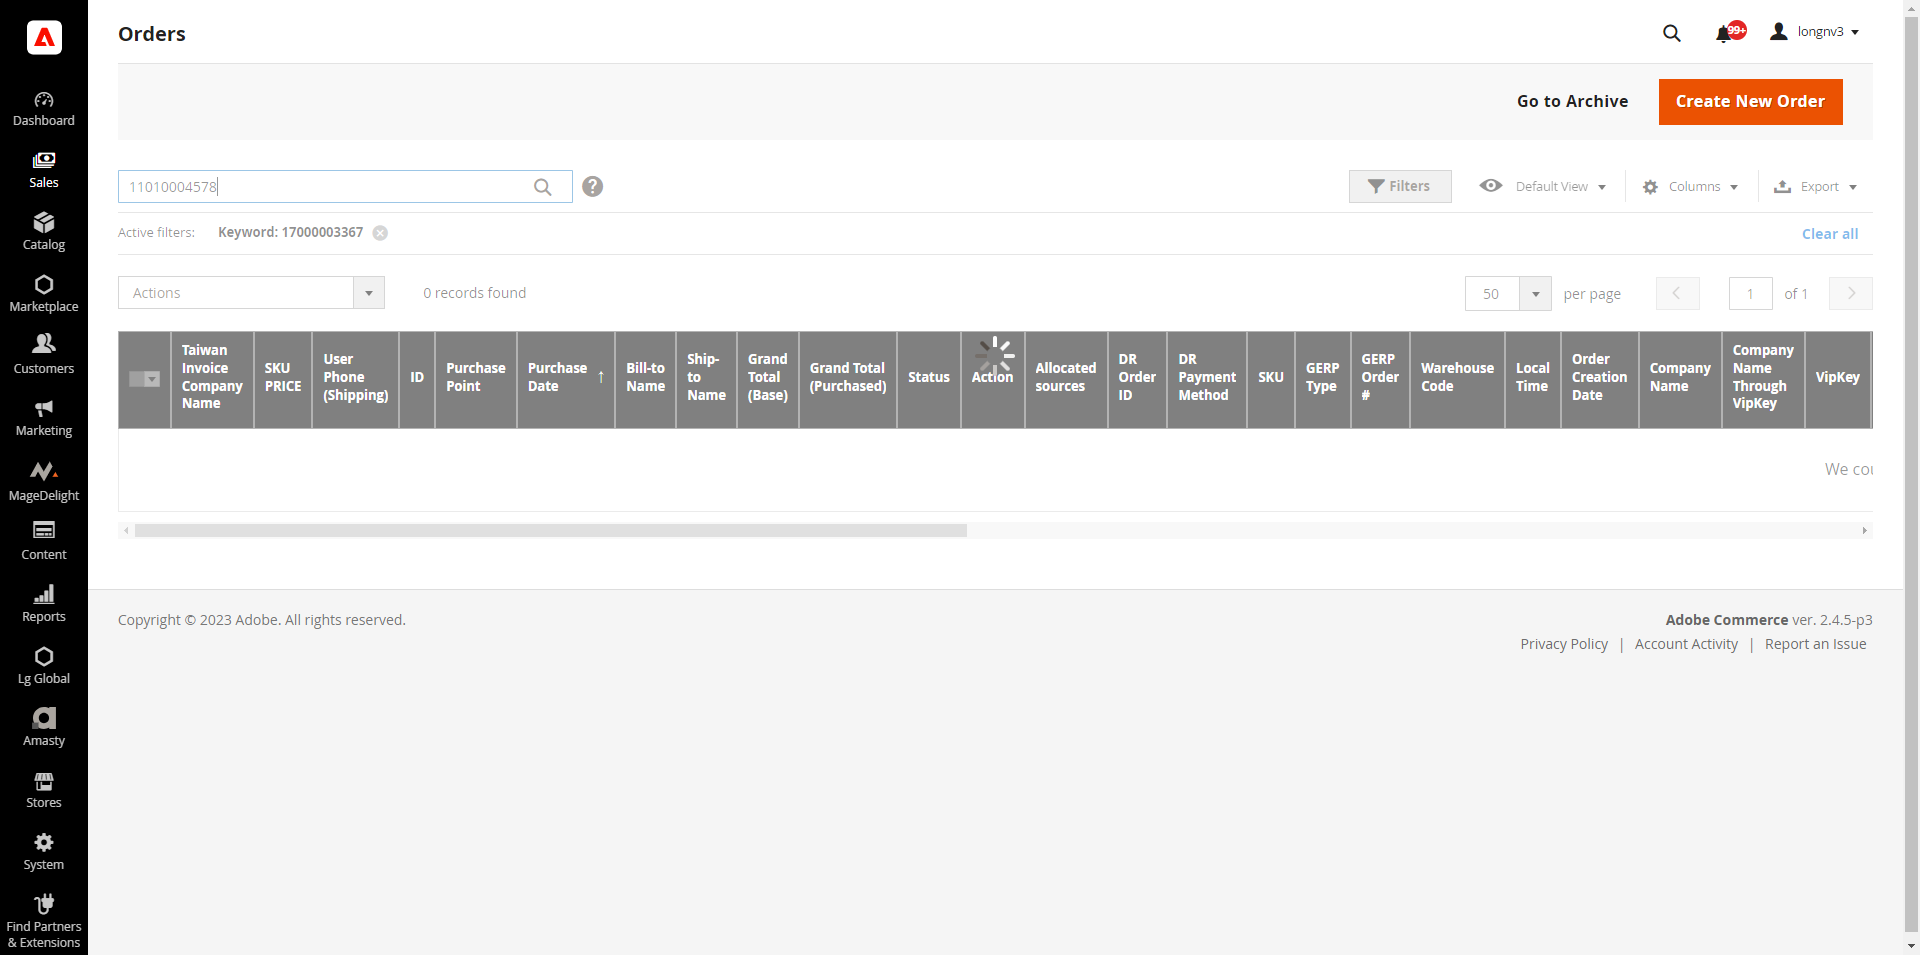 Orders
99+
longnv3
Go to Archive
Create New Order
11010004578
?
Filters
Default View
Columns
Export
Active filters:
Keyword: 17000003367
Clear all
Actions
0 records found
50
per page
1
of 1
Taiwan
Invoice
Company
Name
SKU
PRICE
User
Phone
(Shipping)
ID
Purchase
Point
Purchase
Date
Bill-to
Name
Ship-
to
Name
Grand
Total
(Base)
Grand Total
(Purchased)
Status
Action
Allocated
sources
DR
Order
ID
DR
Payment
Method
SKU
GERP
Type
GERP
Order
#
Warehouse
Code
Local
Time
Order
Creation
Date
Company
Name
Company
Name
Through
VipKey
VipKey
We cou
Dashboard
Sales
Catalog
Marketplace
Customers
Marketing
MageDelight
Content
Reports
Lg Global
Amasty
Stores
System
Find Partners
& Extensions
Copyright © 2023 Adobe. All rights reserved.
Adobe Commerce ver. 2.4.5-p3
Privacy Policy | Account Activity | Report an Issue